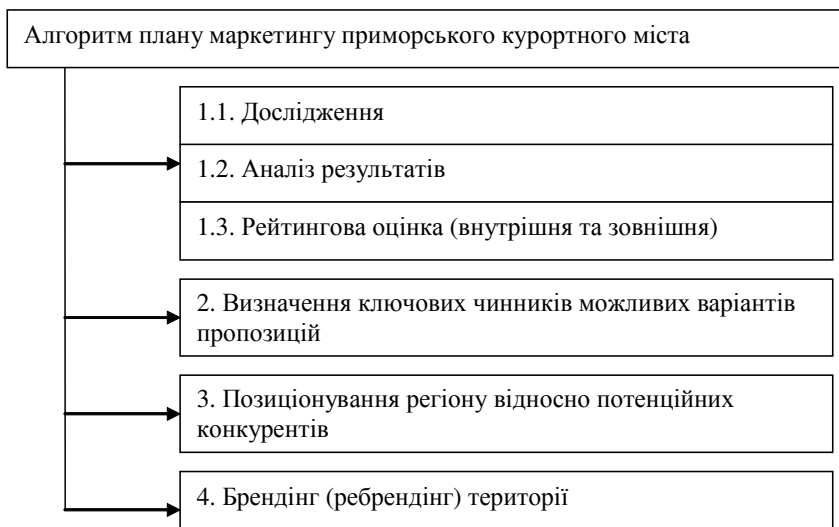 Алгоритм плану маркетингу приморського курортного міста
1.1. Дослідження
1.2. Аналіз результатів
1.3. Рейтингова оцінка (внутрішня та зовнішня)
2. Визначення ключових чинників можливих варіантів
пропозицій
3. Позиціонування регіону відносно потенційних
конкурентів
4. Брендінг (ребрендінг) території